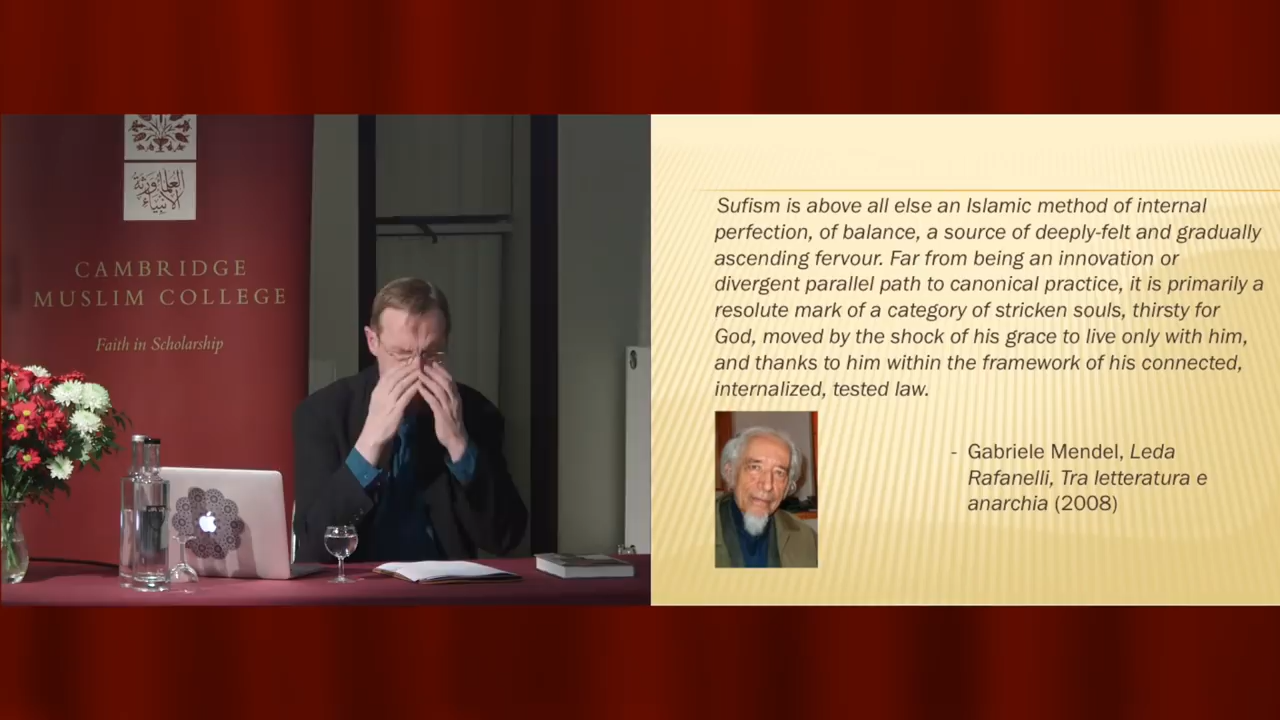 العلماء ورثة
الأنبياء
CAMBRIDGE
MUSLIM COLLEGE
Faith in Scholarship
Sufism is above all else an Islamic method of internal
perfection, of balance, a source of deeply-felt and gradually
ascending fervour. Far from being an innovation or
divergent parallel path to canonical practice, it is primarily a
resolute mark of a category of stricken souls, thirsty for
God, moved by the shock of his grace to live only with him,
and thanks to him within the framework of his connected,
internalized, tested law.
- Gabriele Mendel, Leda
Rafanelli, Tra letteratura e
anarchia (2008)